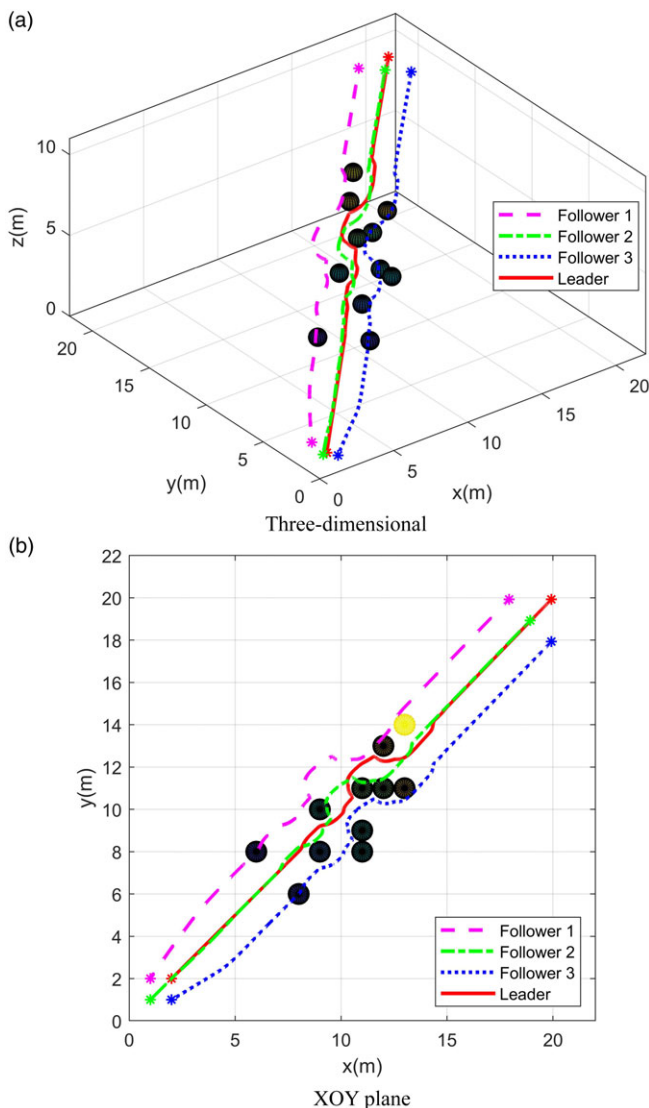 (a)
10
5
0
z(m)
20
15
10
5
0
y(m)
0
5
10
15
20
x(m)
Follower 1
Follower 2
Follower 3
Leader
Three-dimensional
(b)
22
20
18
16
14
12
10
8
6
4
2
0
y(m)
0
5
10
15
20
x(m)
Follower 1
Follower 2
Follower 3
Leader
XOY plane